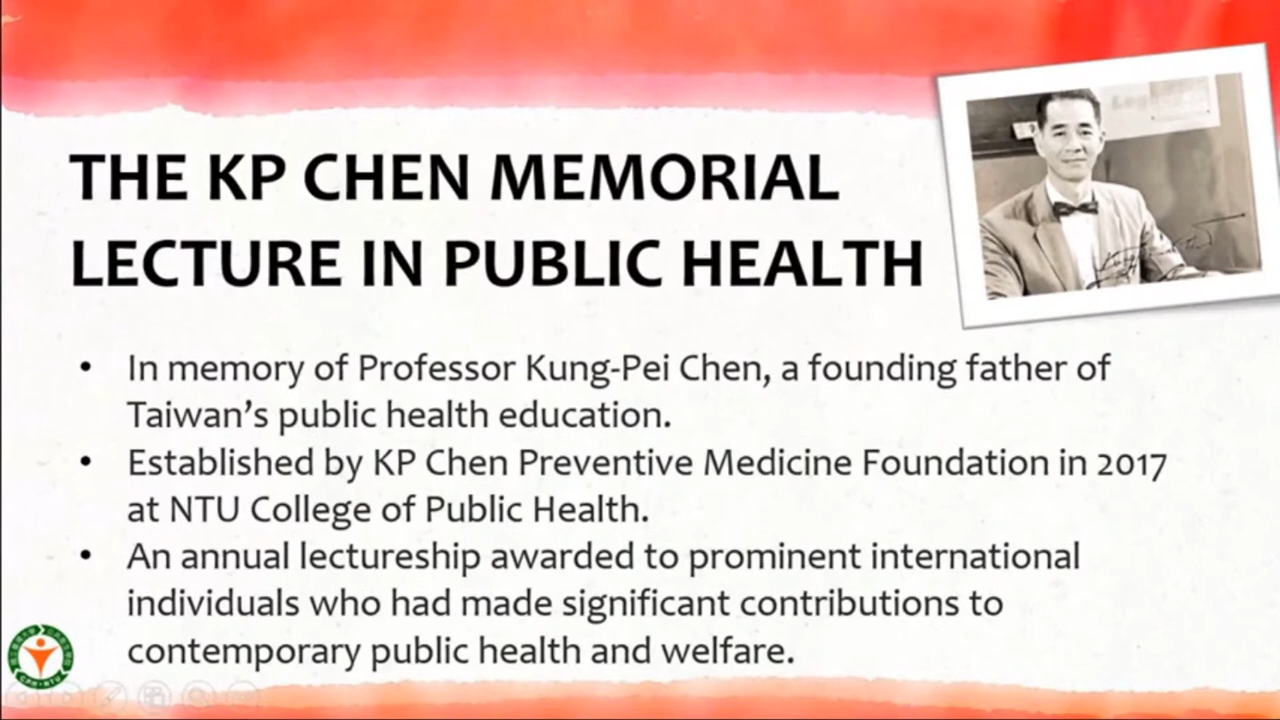 THE KP CHEN MEMORIAL
LECTURE IN PUBLIC HEALTH
• In memory of Professor Kung-Pei Chen, a founding father of
Taiwan’s public health education.
• Established by KP Chen Preventive Medicine Foundation in 2017
at NTU College of Public Health.
• An annual lectureship awarded to prominent international
individuals who had made significant contributions to
contemporary public health and welfare.